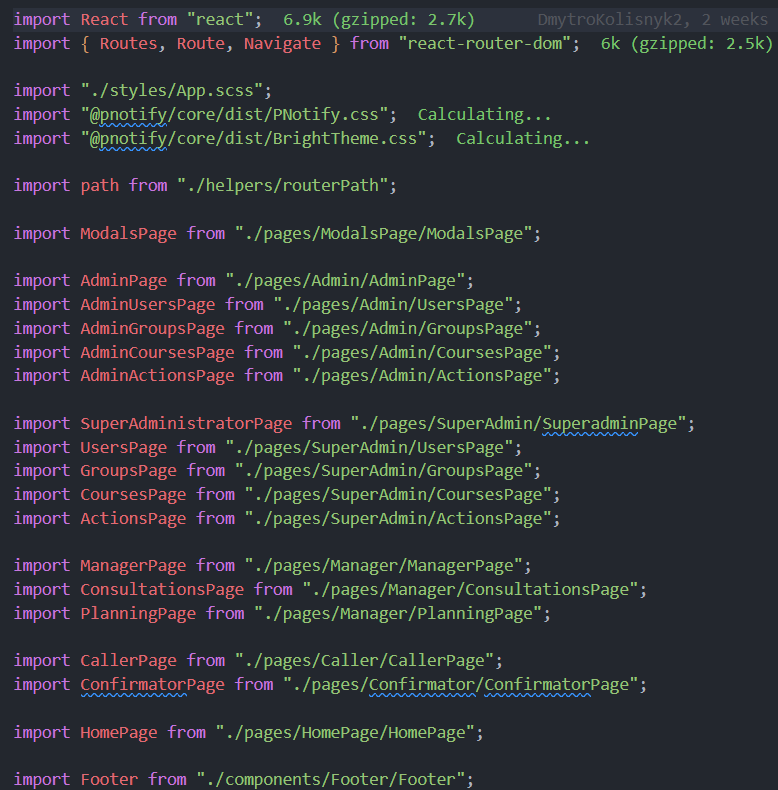 import React from "react";  6.9k (gzipped: 2.7k)  DmytroKolisnyk2, 2 weeks
import { Routes, Route, Navigate } from "react-router-dom";  6k (gzipped: 2.5k)
import "./styles/App.scss";
import "@pnotify/core/dist/PNotify.css";  Calculating...
import "@pnotify/core/dist/BrightTheme.css";  Calculating...
import path from "./helpers/routerPath";
import ModalsPage from "./pages/ModalsPage/ModalsPage";
import AdminPage from "./pages/Admin/AdminPage";
import AdminUsersPage from "./pages/Admin/UsersPage";
import AdminGroupsPage from "./pages/Admin/GroupsPage";
import AdminCoursesPage from "./pages/Admin/CoursesPage";
import AdminActionsPage from "./pages/Admin/ActionsPage";
import SuperAdministratorPage from "./pages/SuperAdmin/SuperadminPage";
import UsersPage from "./pages/SuperAdmin/UsersPage";
import GroupsPage from "./pages/SuperAdmin/GroupsPage";
import CoursesPage from "./pages/SuperAdmin/CoursesPage";
import ActionsPage from "./pages/SuperAdmin/ActionsPage";
import ManagerPage from "./pages/Manager/ManagerPage";
import ConsultationsPage from "./pages/Manager/ConsultationsPage";
import PlanningPage from "./pages/Manager/PlanningPage";
import CallerPage from "./pages/Caller/CallerPage";
import ConfirmatorPage from "./pages/Confirmator/ConfirmatorPage";
import HomePage from "./pages/HomePage/HomePage";
import Footer from "./components/Footer/Footer";